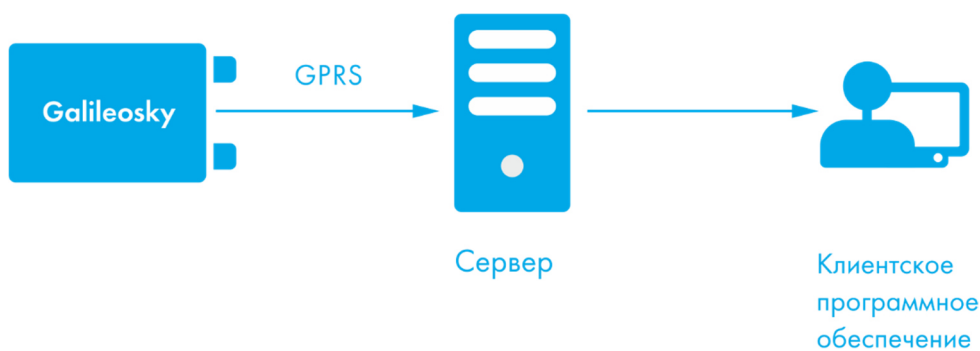 Galileosky
GPRS
Сервер
Клиентское
программное
обеспечение